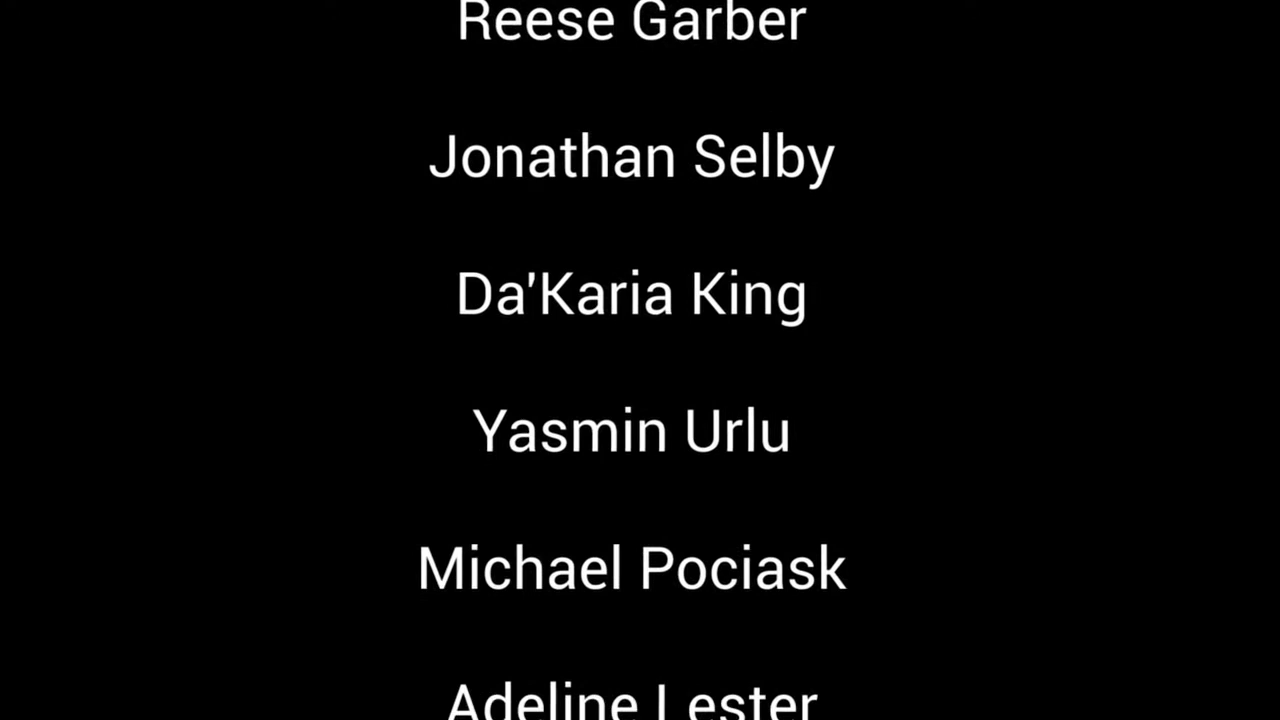 Reese Garber
Jonathan Selby
Da'Karia King
Yasmin Urlu
Michael Pociask
Adeline Lester